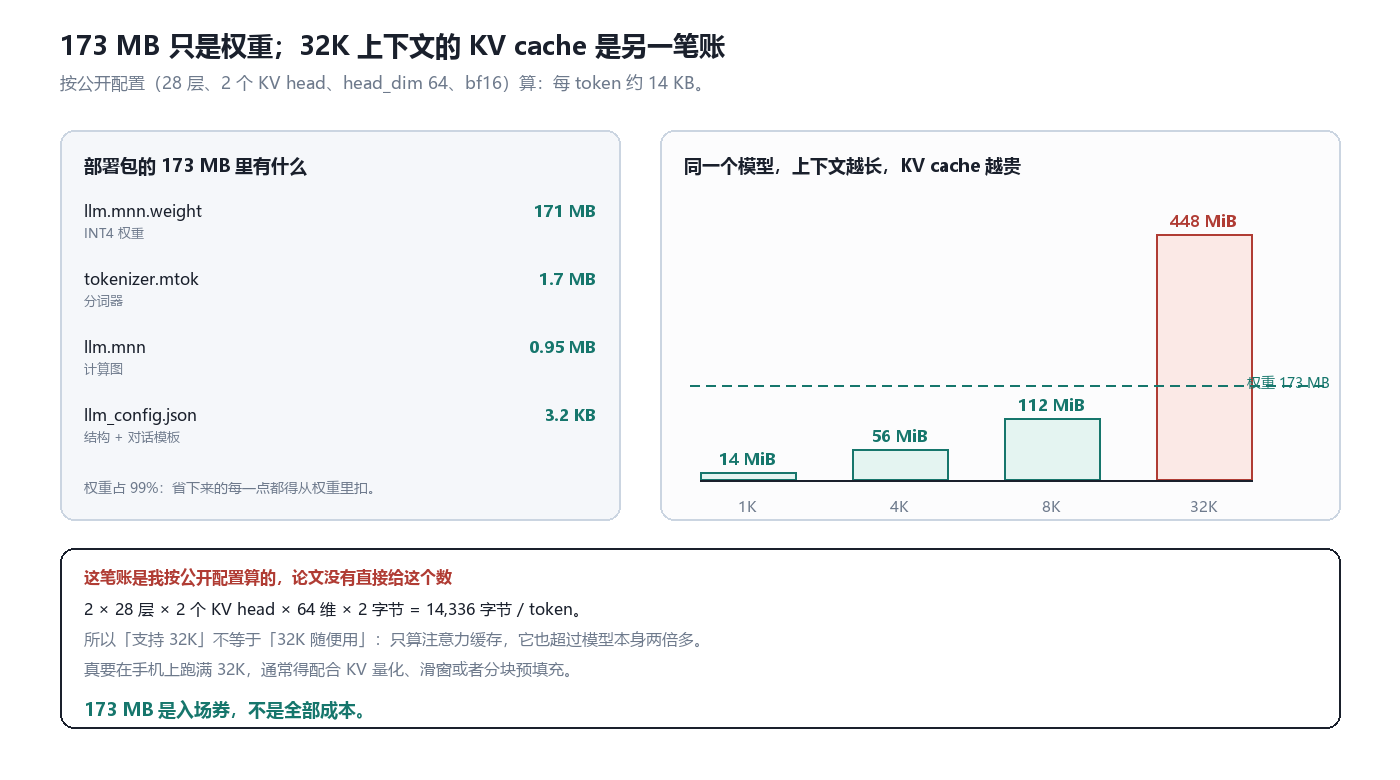 173 MB 只是权重；32K 上下文的 KV cache 是另一笔账
按公开配置（28 层、2 个 KV head、head_dim 64、bf16）算：每 token 约 14 KB。
部署包的 173 MB 里有什么
llm.mnn.weight 171 MB
INT4 权重
tokenizer.mtok 1.7 MB
分词器
llm.mnn 0.95 MB
计算图
llm_config.json 3.2 KB
结构 + 对话模板
权重占 99%：省下来的每一点都得从权重里扣。
同一个模型，上下文越长，KV cache 越贵
448 MiB
权重 173 MB
112 MiB
56 MiB
14 MiB
1K 4K 8K 32K
这笔账是我按公开配置算的，论文没有直接给这个数
2 × 28 层 × 2 个 KV head × 64 维 × 2 字节 = 14,336 字节 / token。
所以「支持 32K」不等于「32K 随便用」：只算注意力缓存，它也超过模型本身两倍多。
真要在手机上跑满 32K，通常得配合 KV 量化、滑窗或者分块预填充。
173 MB 是入场券，不是全部成本。